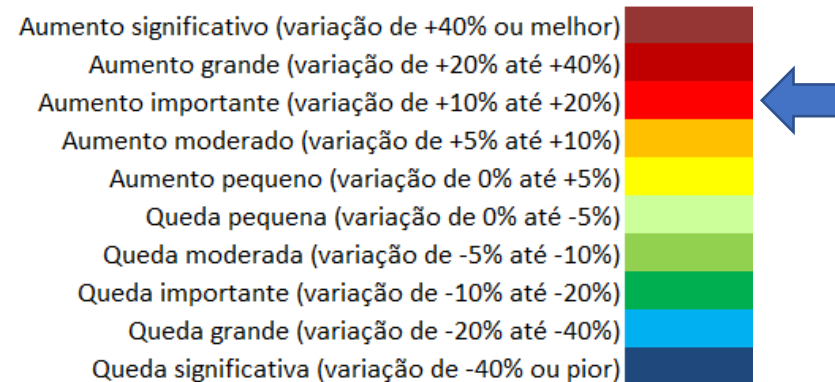 Aumento significativo (variação de +40% ou melhor)
Aumento grande (variação de +20% até +40%)
Aumento importante (variação de +10% até +20%)
Aumento moderado (variação de +5% até +10%)
Aumento pequeno (variação de 0% até +5%)
Queda pequena (variação de 0% até -5%)
Queda moderada (variação de -5% até -10%)
Queda importante (variação de -10% até -20%)
Queda grande (variação de -20% até -40%)
Queda significativa (variação de -40% ou pior)